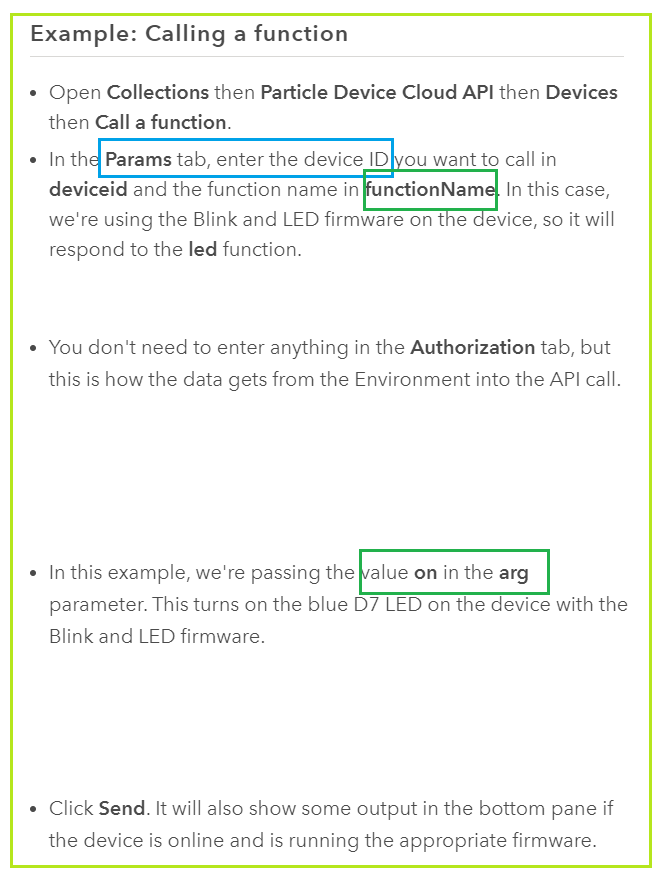 Example: Calling a function
• Open Collections then Particle Device Cloud API then Devices
then Call a function.
• In the Params tab, enter the device ID you want to call in
deviceid and the function name in functionName. In this case,
we're using the Blink and LED firmware on the device, so it will
respond to the led function.
• You don't need to enter anything in the Authorization tab, but
this is how the data gets from the Environment into the API call.
• In this example, we're passing the value on in the arg
parameter. This turns on the blue D7 LED on the device with the
Blink and LED firmware.
• Click Send. It will also show some output in the bottom pane if
the device is online and is running the appropriate firmware.